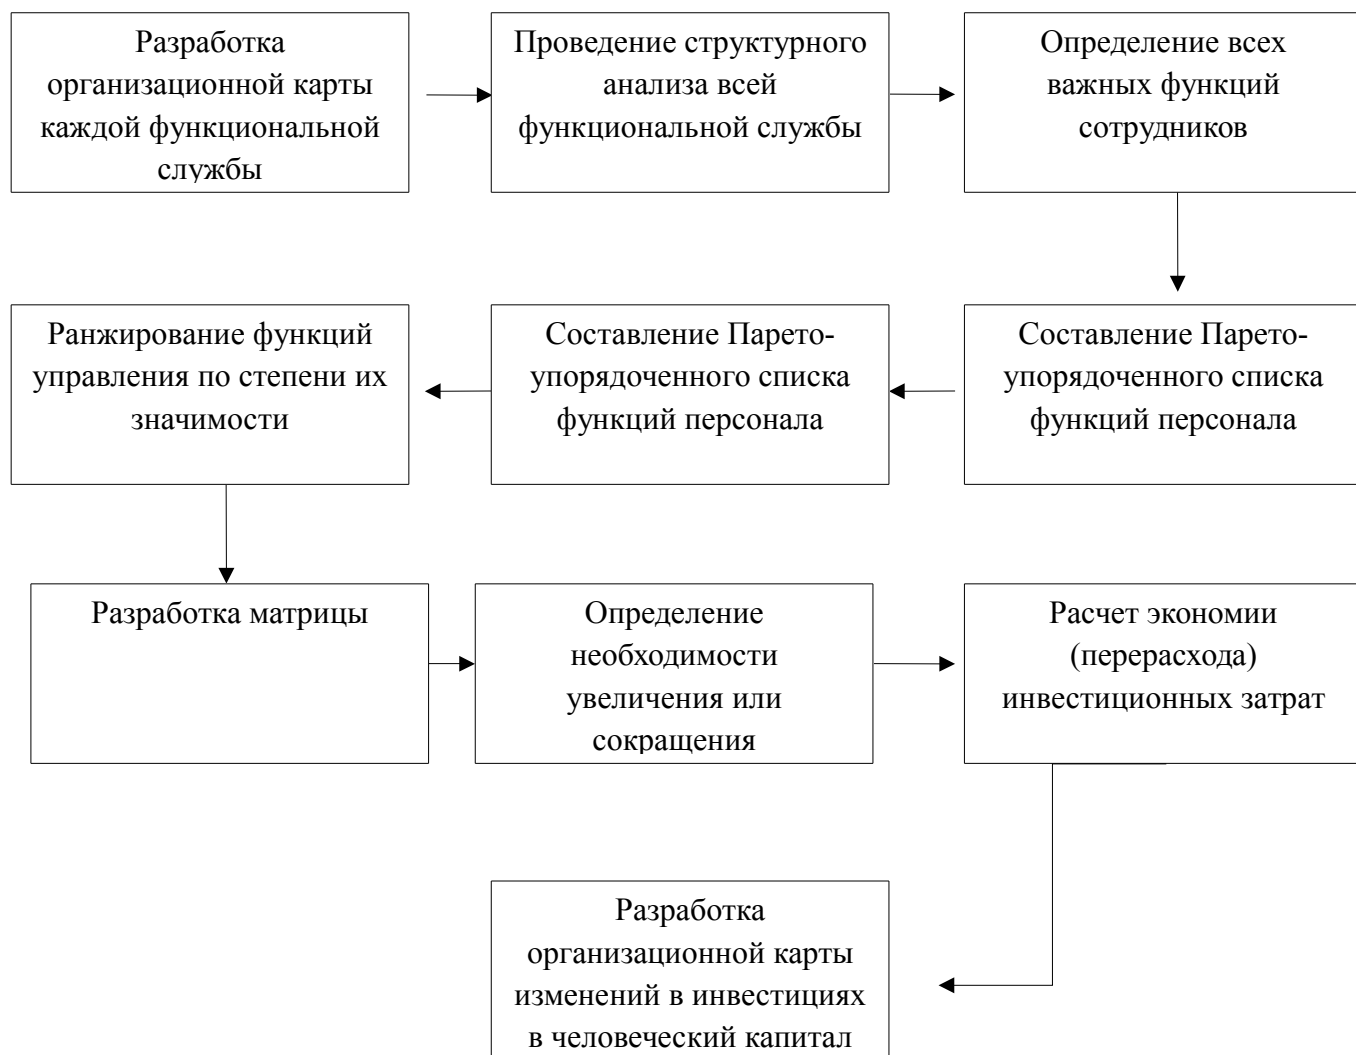 Разработка
организационной карты
каждой функциональной
службы
Проведение структурного
анализа всей
функциональной службы
Определение всех
важных функций
сотрудников
Ранжирование функций
управления по степени их
значимости
Составление Парето-
упорядоченного списка
функций персонала
Составление Парето-
упорядоченного списка
функций персонала
Разработка матрицы
Определение
необходимости
увеличения или
сокращения
Расчет экономии
(перерасхода)
инвестиционных затрат
Разработка
организационной карты
изменений в инвестициях
в человеческий капитал